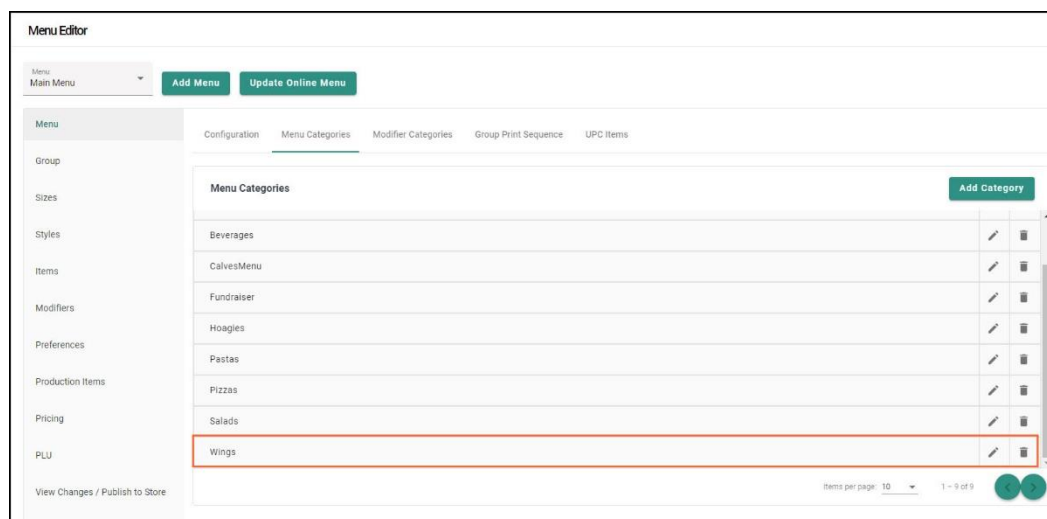 Menu Editor
Menu
Main Menu
Add Menu
Update Online Menu
Menu
Group
Sizes
Styles
Items
Modifiers
Preferences
Production Items
Pricing
PLU
View Changes / Publish to Store
Configuration Menu Categories Modifier Categories Group Print Sequence UPC Items
Menu Categories
Add Category
Beverages
CalvesMenu
Fundraiser
Hoagies
Pastas
Pizzas
Salads
Wings
Items per page: 10 1 – 9 of 9